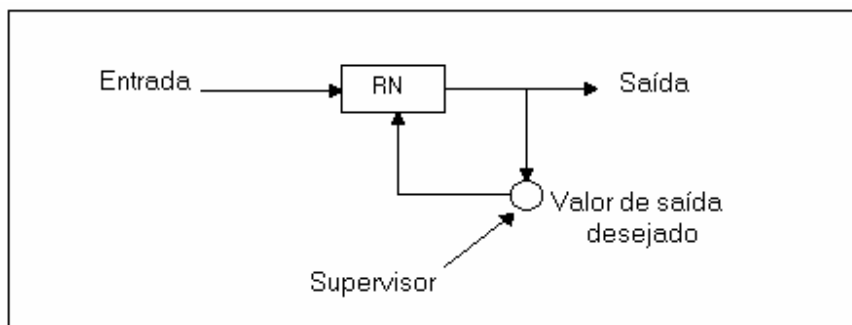 Entrada
RN
Saída
Valor de saída
desejado
Supervisor